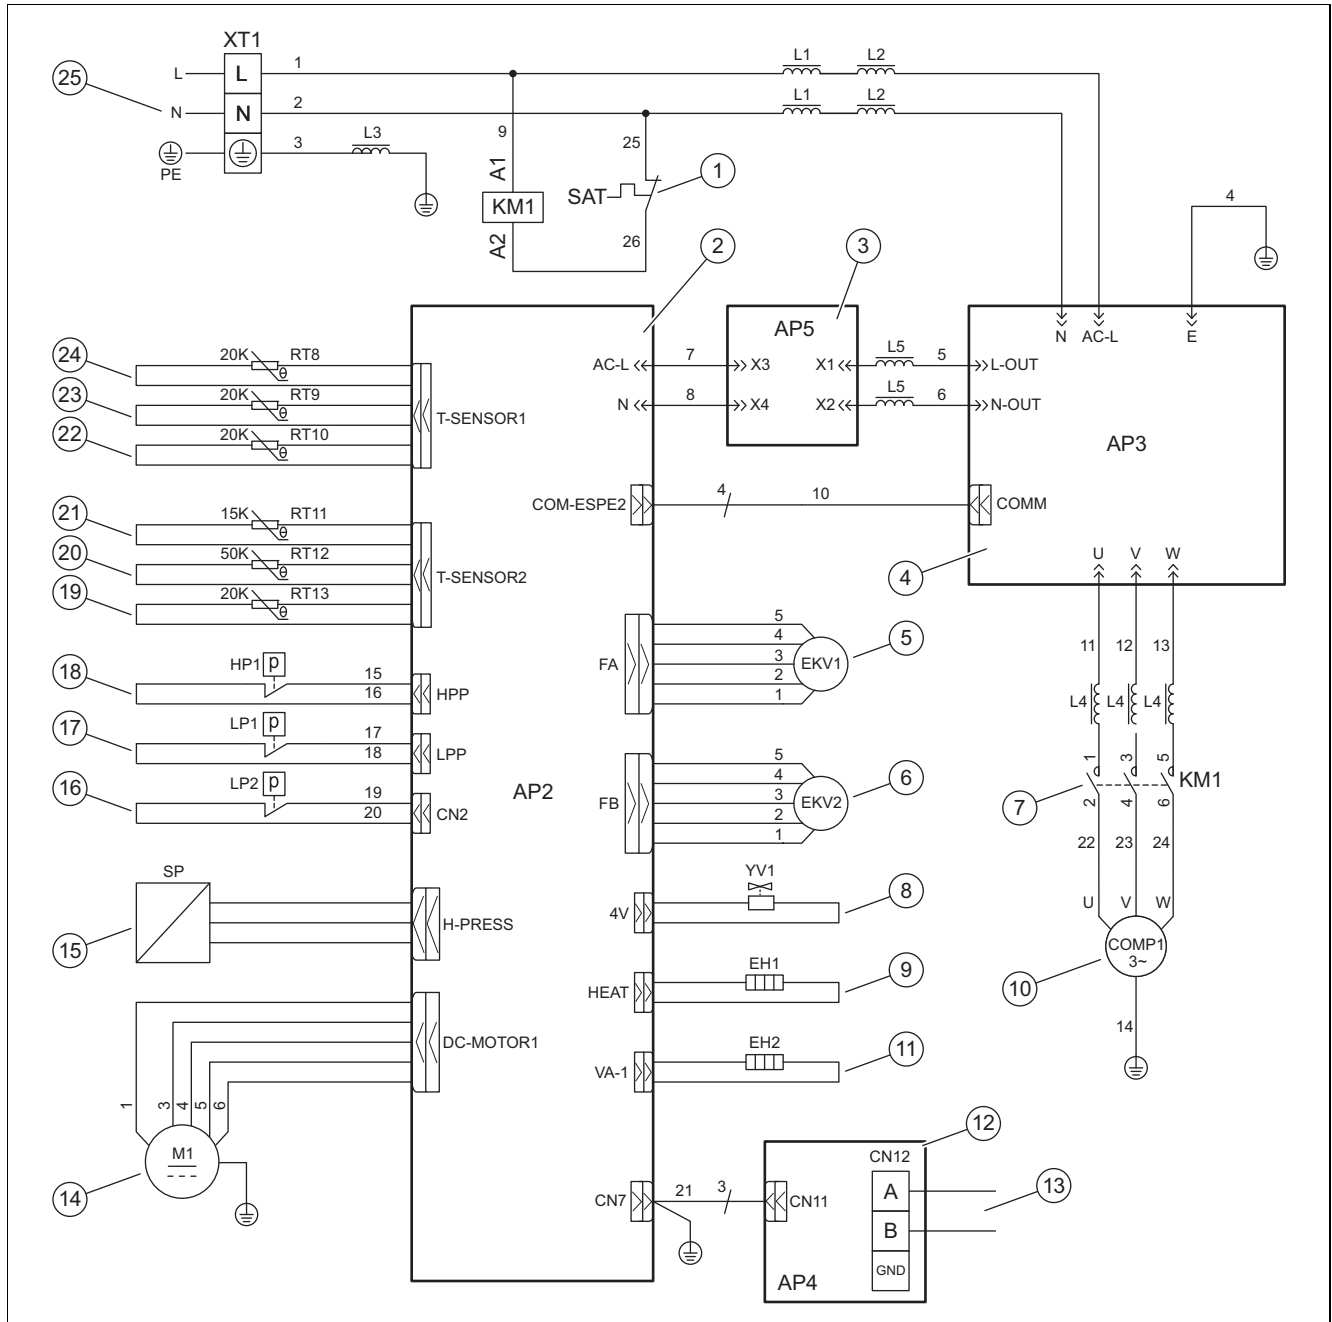 XT1
L1 L2
25 L L 1
N N 2 L1 L2
PE 3 L3
9 25
A1
KM1
A2
SAT 1
26
4
2 3
AP5
N AC-L E
24 20K RT8 θ
23 20K RT9 θ
22 20K RT10 θ
T-SENSOR1
AC-L 7 X3 X1 L5 5 L-OUT
N 8 X4 X2 L5 6 N-OUT
AP3
21 15K RT11 θ
20 50K RT12 θ
19 20K RT13 θ
T-SENSOR2
COM-ESPE2 4 10 COMM
4
U V W
18 HP1 p 15
16 HPP
17 LP1 p 17
18 LPP
16 LP2 p 19
20 CN2
AP2
FA 5 4 3 2 1 EKV1 5
FB 5 4 3 2 1 EKV2 6
11 12 13
L4 L4 L4
1 3 5
KM1
7 2 4 6
22 23 24
U V W
COMP1
3~
10
14
SP
15 H-PRESS
4V YV1 8
HEAT EH1 9
VA-1 EH2 11
DC-MOTOR1
1 3 4 5 6
M1
14
CN7 21 3 CN11
12
CN12
A
B
GND
13
AP4